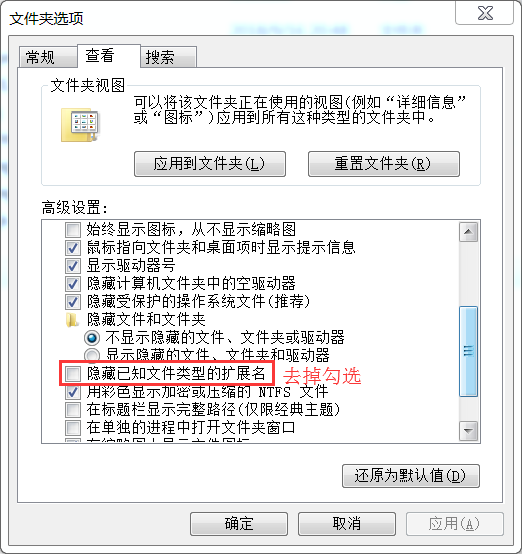 文件夹选项
常规
查看
搜索
文件夹视图
可以将该文件夹正在使用的视图(例如“详细信息”
或“图标”)应用到所有这种类型的文件夹中。
应用到文件夹(L)
重置文件夹(R)
高级设置:
始终显示图标，从不显示缩略图
鼠标指向文件夹和桌面项时显示提示信息
显示驱动器号
隐藏计算机文件夹中的空驱动器
隐藏受保护的操作系统文件(推荐)
隐藏文件和文件夹
不显示隐藏的文件、文件夹或驱动器
显示隐藏的文件、文件夹和驱动器
隐藏已知文件类型的扩展名
去掉勾选
用彩色显示加密或压缩的 NTFS 文件
在标题栏显示完整路径(仅限经典主题)
在单独的进程中打开文件夹窗口
在缩略图上显示文件图标
还原为默认值(D)
确定
取消
应用(A)